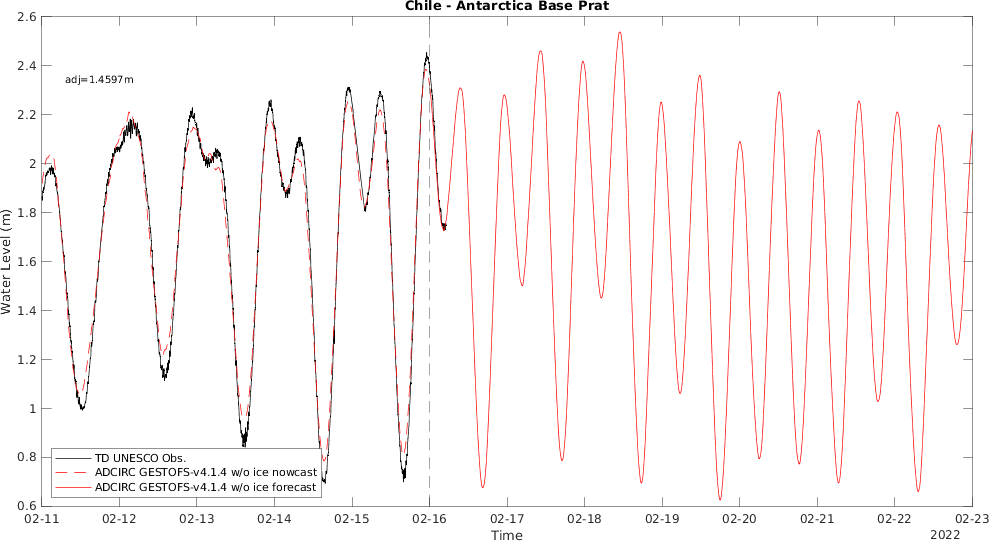 Chile - Antarctica Base Prat
2.6
2.4
2.2
2
1.8
1.6
1.4
1.2
1
0.8
0.6
Water Level (m)
adj=1.4597m
TD UNESCO Obs.
ADCIRC GESTOFS-v4.1.4 w/o ice nowcast
ADCIRC GESTOFS-v4.1.4 w/o ice forecast
02-11 02-12 02-13 02-14 02-15 02-16 02-17 02-18 02-19 02-20 02-21 02-22 02-23
Time
2022